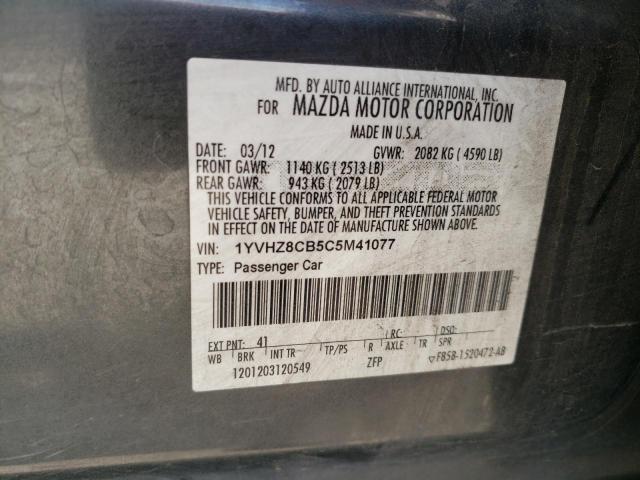 MFD. BY AUTO ALLIANCE INTERNATIONAL, INC.
FOR MAZDA MOTOR CORPORATION
MADE IN U.S.A.
DATE: 03/12 GVWR: 2082 KG ( 4590 LB)
FRONT GAWR: 1140 KG ( 2513 LB)
REAR GAWR: 943 KG ( 2079 LB)
THIS VEHICLE CONFORMS TO ALL APPLICABLE FEDERAL MOTOR
VEHICLE SAFETY, BUMPER, AND THEFT PREVENTION STANDARDS
IN EFFECT ON THE DATE OF MANUFACTURE SHOWN ABOVE.
VIN: 1YVHZ8CB5C5M41077
TYPE: Passenger Car
EXT PNT: 41 RC: DSO:
WB BRK INT TR TP/PS R AXLE TR SPR
1201203120549 ZFP F85B-1520472-AB